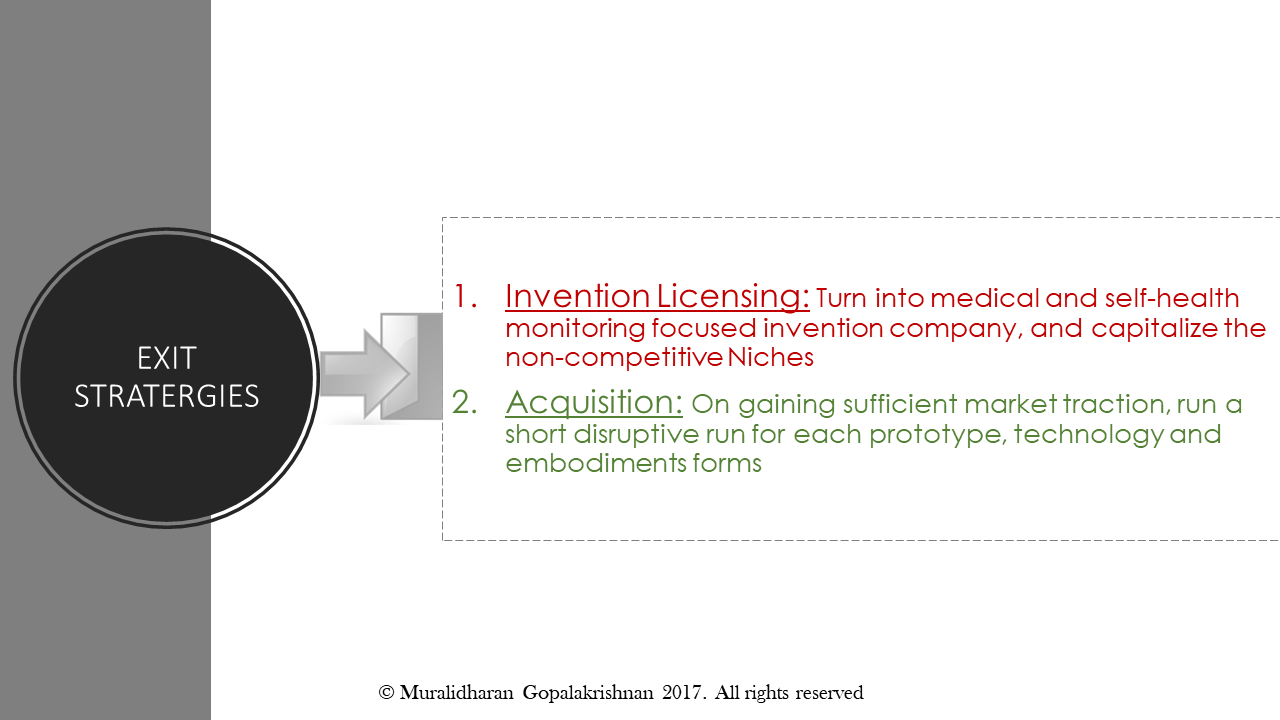 EXIT
STRATERGIES
1. Invention Licensing: Turn into medical and self-health
monitoring focused invention company, and capitalize the
non-competitive Niches
2. Acquisition: On gaining sufficient market traction, run a
short disruptive run for each prototype, technology and
embodiments forms
© Muralidharan Gopalakrishnan 2017. All rights reserved